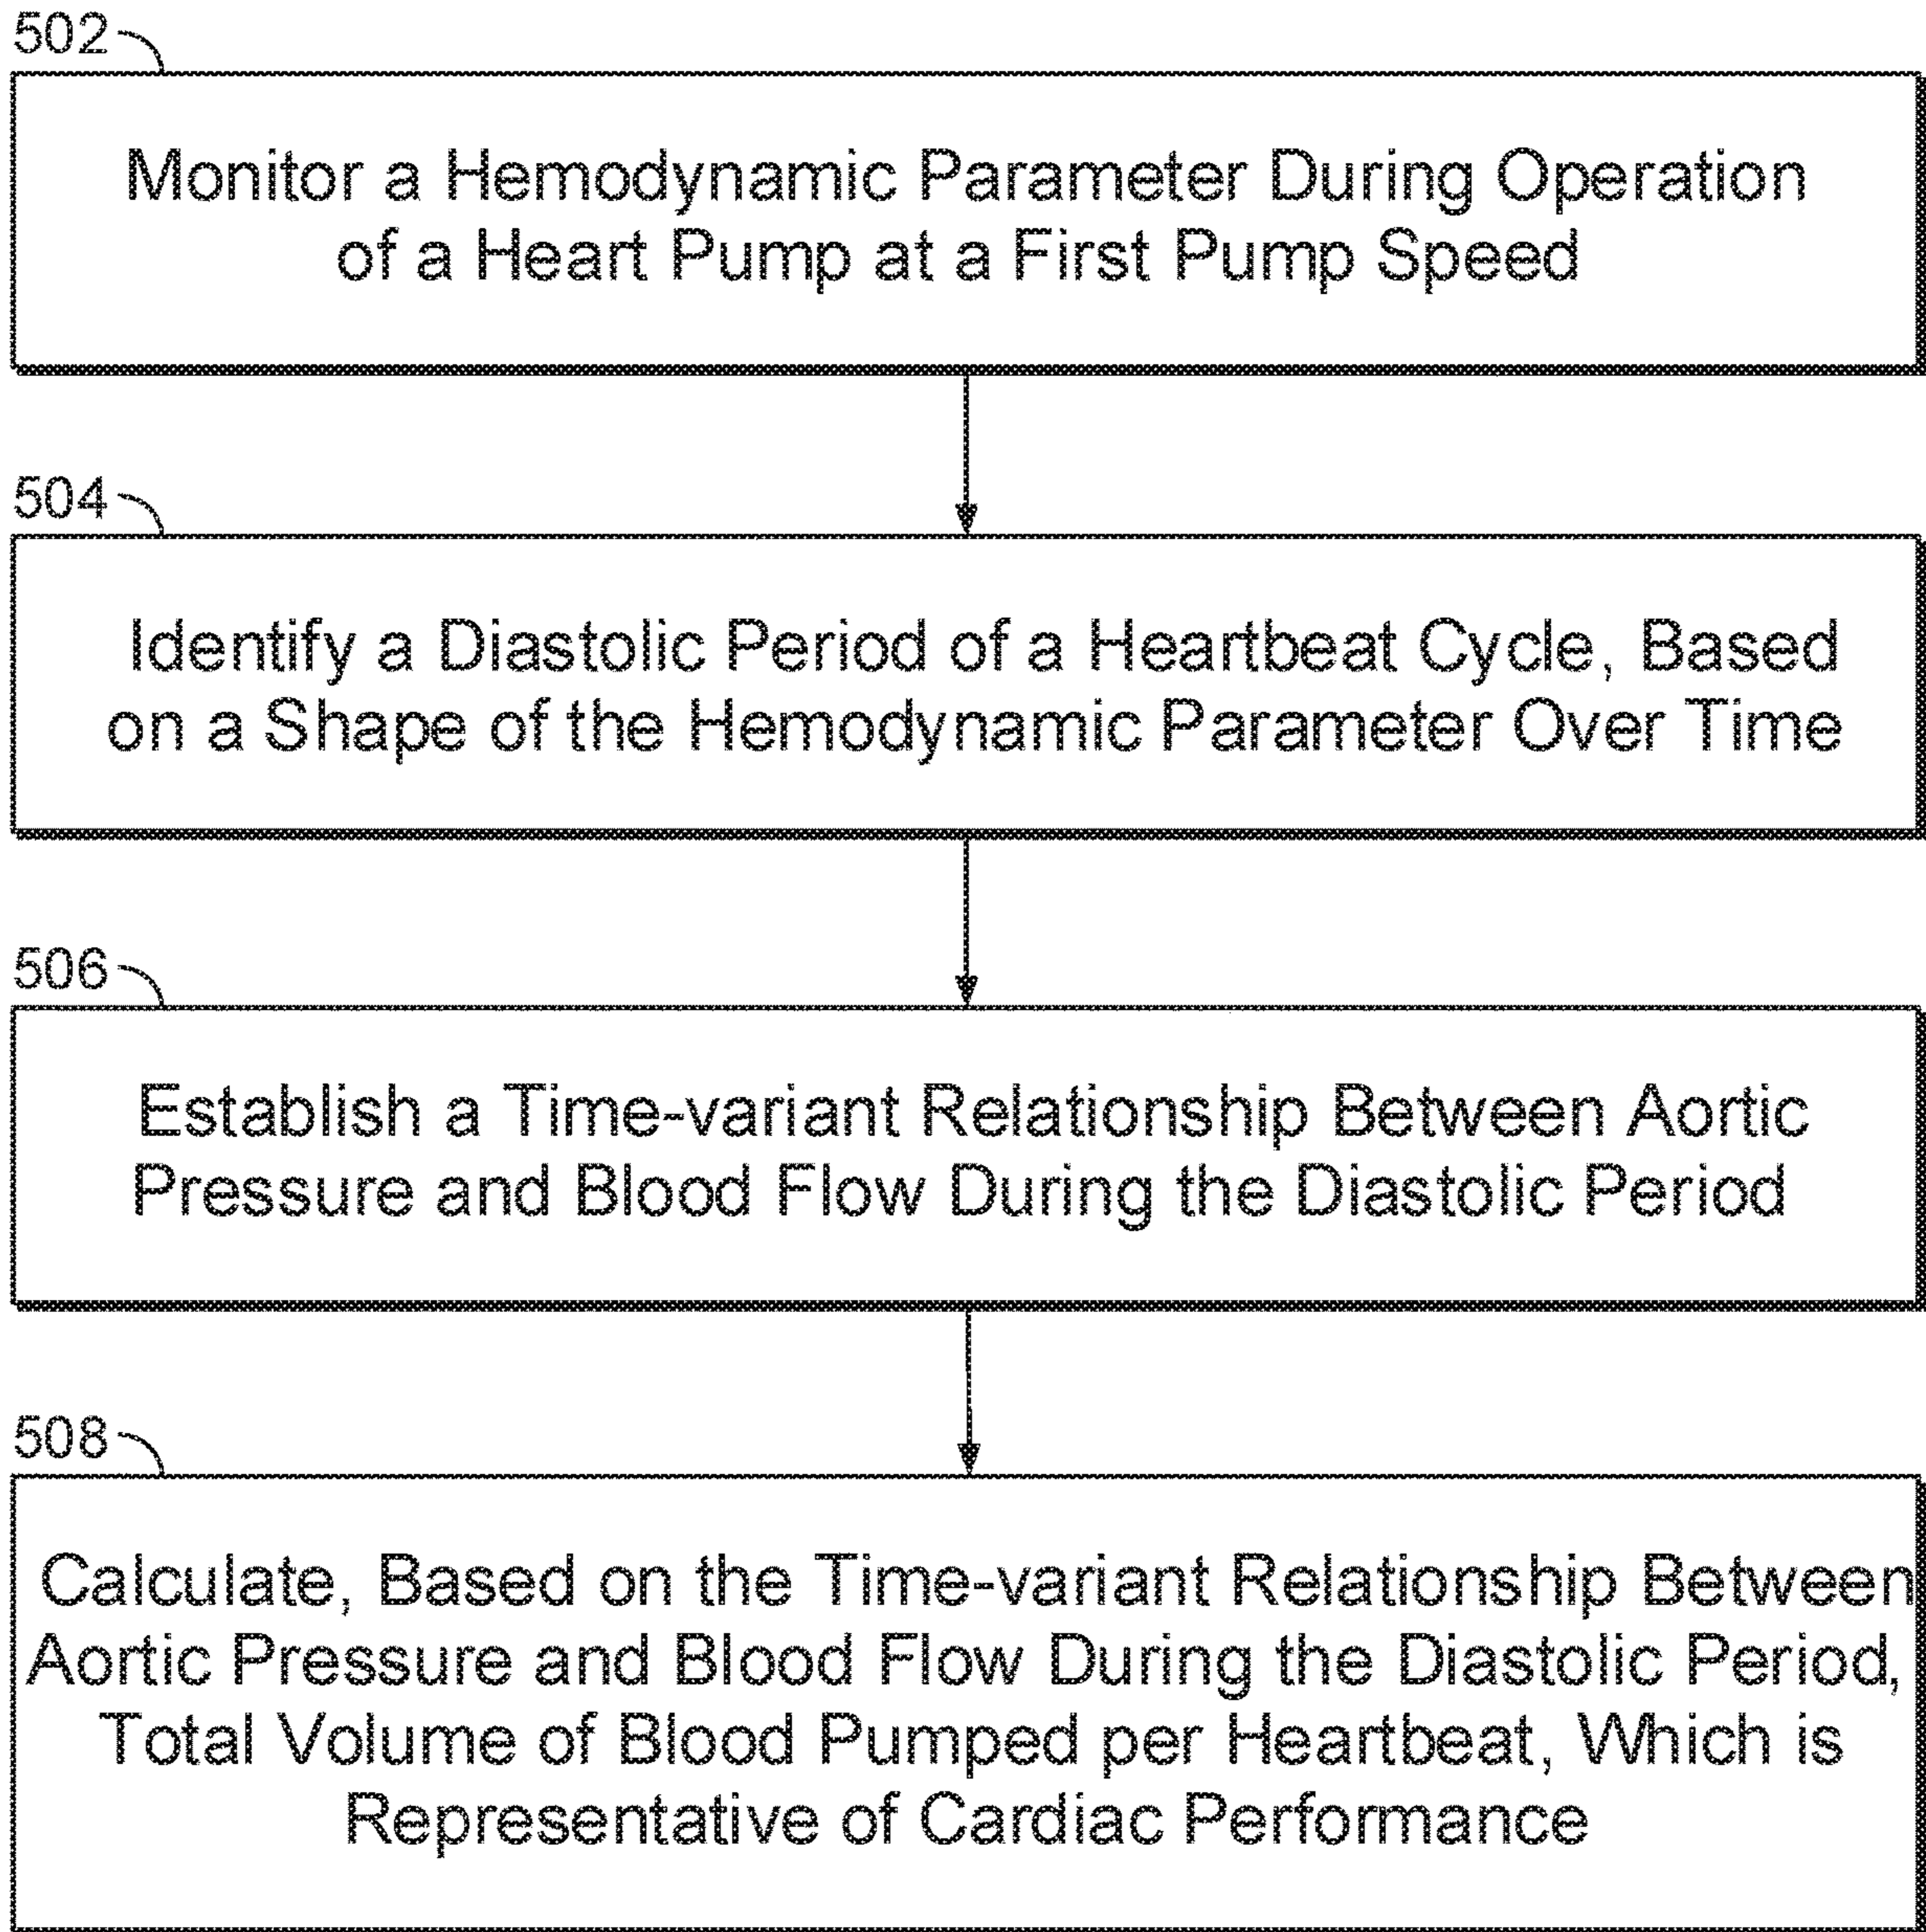 502
Monitor a Hemodynamic Parameter During Operation
of a Heart Pump at a First Pump Speed
504
Identify a Diastolic Period of a Heartbeat Cycle, Based
on a Shape of the Hemodynamic Parameter Over Time
506
Establish a Time-variant Relationship Between Aortic
Pressure and Blood Flow During the Diastolic Period
508
Calculate, Based on the Time-variant Relationship Between
Aortic Pressure and Blood Flow During the Diastolic Period,
Total Volume of Blood Pumped per Heartbeat, Which is
Representative of Cardiac Performance